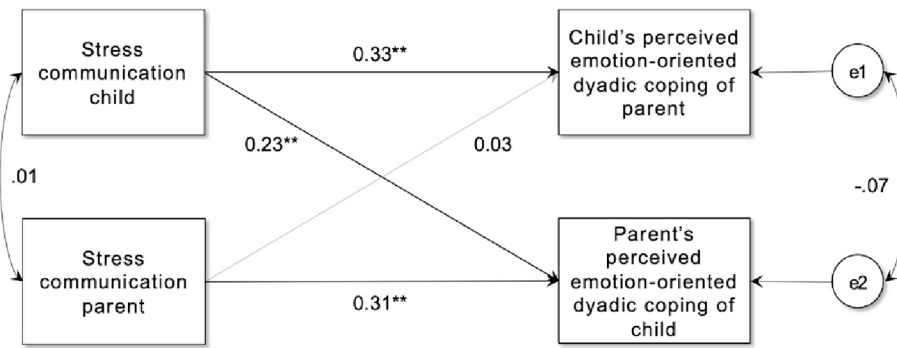 Stress
communication
child
0.33**
Child's perceived
emotion-oriented
dyadic coping of
parent
e1
0.23**
0.03
.01
-.07
Stress
communication
parent
0.31**
Parent's
perceived
emotion-oriented
dyadic coping of
child
e2